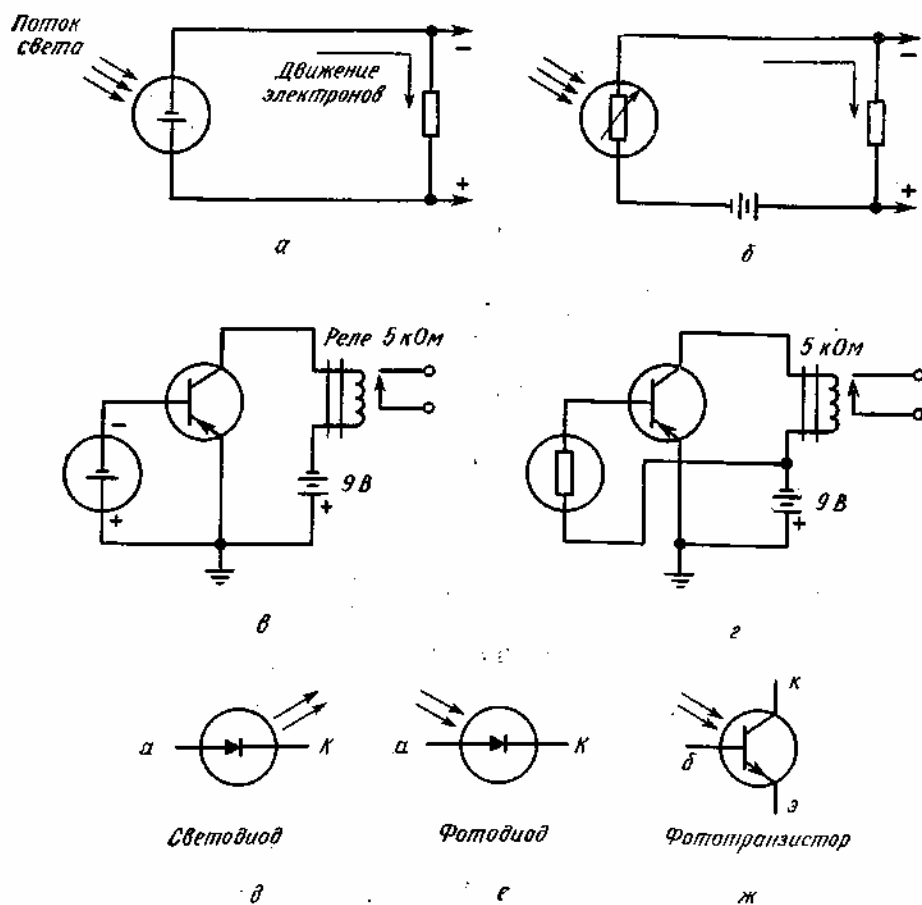 Поток
света
Движение
электронов
−
+
а
−
+
б
Реле 5 кОм
−
+
9 В
+
в
5 кОм
9 В
+
г
а
К
Светодиод
д
а
К
Фотодиод
е
к
б
э
Фототранзистор
ж